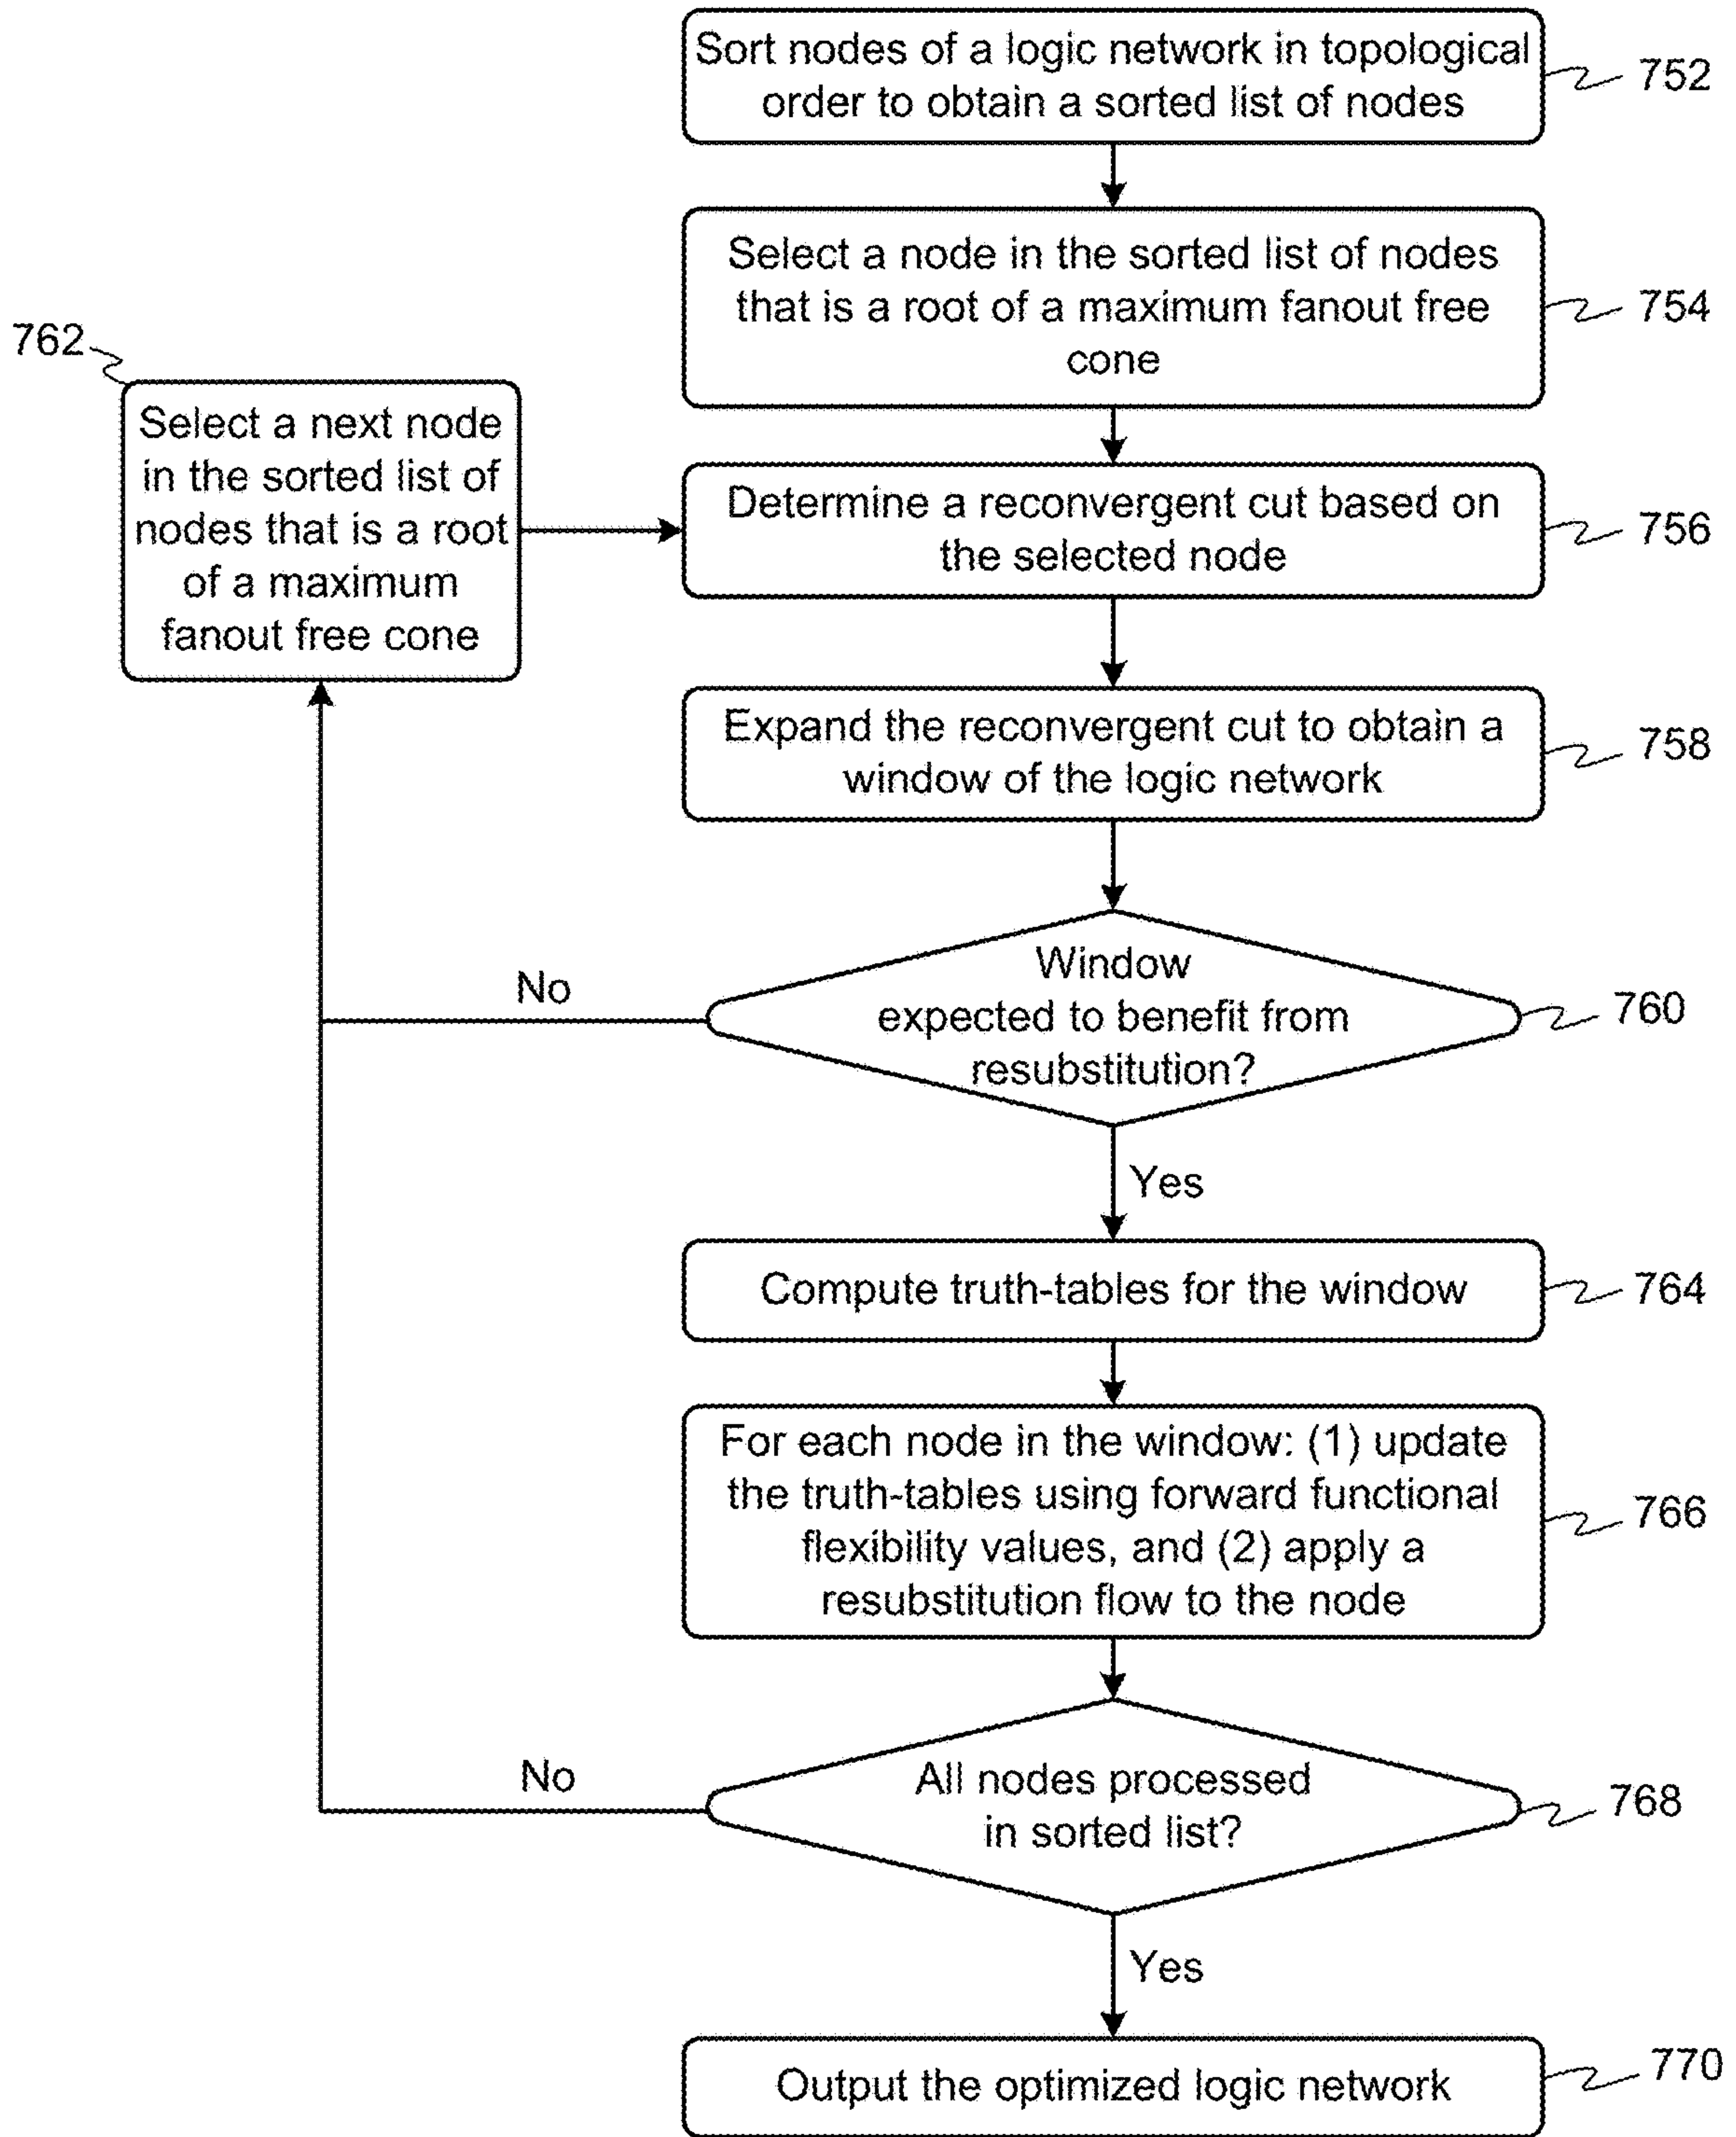 Sort nodes of a logic network in topological
order to obtain a sorted list of nodes
752
Select a node in the sorted list of nodes
that is a root of a maximum fanout free
cone
754
762
Select a next node
in the sorted list of
nodes that is a root
of a maximum
fanout free cone
Determine a reconvergent cut based on
the selected node
756
Expand the reconvergent cut to obtain a
window of the logic network
758
Window
expected to benefit from
resubstitution?
760
No
Yes
Compute truth-tables for the window
764
For each node in the window: (1) update
the truth-tables using forward functional
flexibility values, and (2) apply a
resubstitution flow to the node
766
All nodes processed
in sorted list?
768
No
Yes
Output the optimized logic network
770